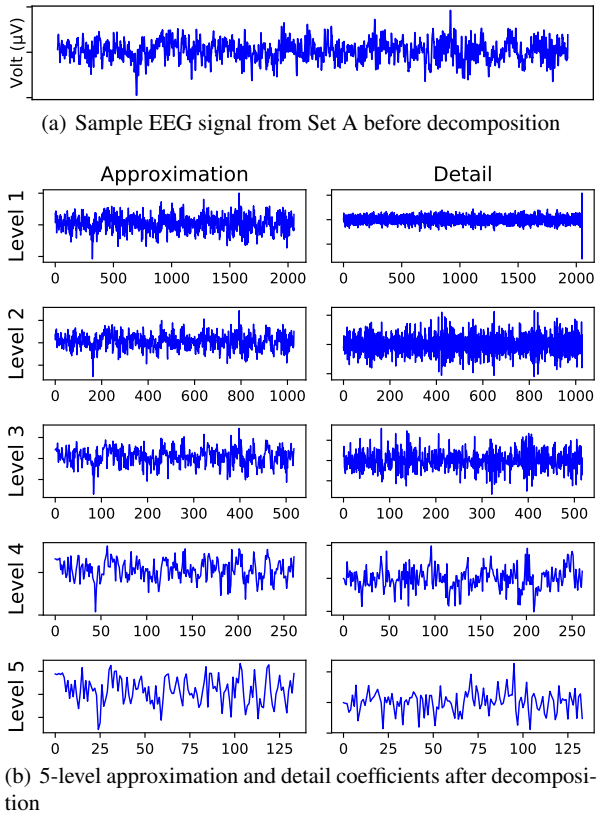 Volt (μV)
(a) Sample EEG signal from Set A before decomposition
Approximation Detail
Level 1
0 500 1000 1500 2000 0 500 1000 1500 2000
Level 2
0 200 400 600 800 1000 0 200 400 600 800 1000
Level 3
0 100 200 300 400 500 0 100 200 300 400 500
Level 4
0 50 100 150 200 250 0 50 100 150 200 250
Level 5
0 25 50 75 100 125 0 25 50 75 100 125
(b) 5-level approximation and detail coefficients after decomposi-
tion